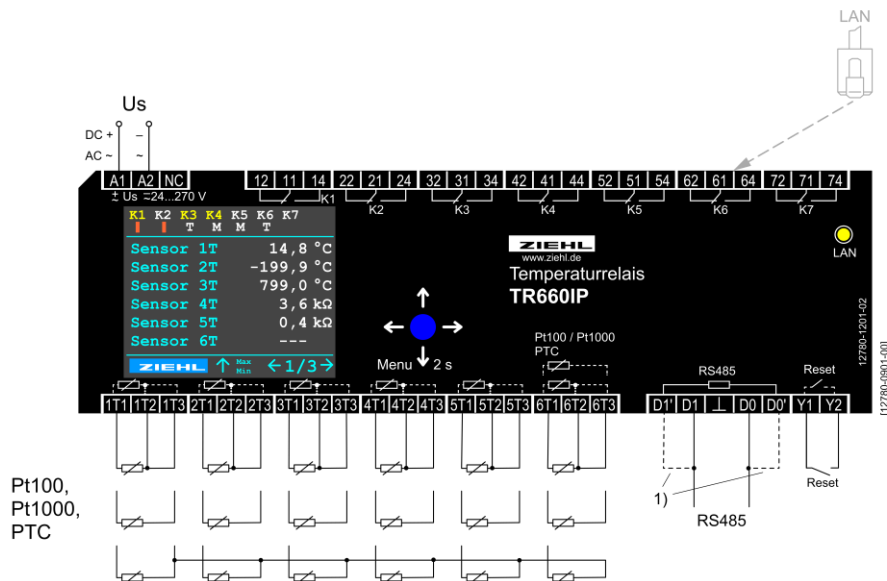 LAN
Us
DC + –
AC ~ ~
A1 A2 NC 12 11 14 22 21 24 32 31 34 42 41 44 52 51 54 62 61 64 72 71 74
± Us ≂24...270 V K1 K2 K3 K4 K5 K6 K7
K1 K2 K3 K4 K5 K6 K7
T M M T
Sensor 1T 14,8 °C
Sensor 2T -199,9 °C
Sensor 3T 799,0 °C
Sensor 4T 3,6 kΩ
Sensor 5T 0,4 kΩ
Sensor 6T ---
ZIEHL ↑ Max Min ←1/3→
ZIEHL
www.ziehl.de
Temperaturrelais
TR660IP
LAN
Menu 2 s
Pt100 / Pt1000
PTC
RS485
Reset
12780-1201-02
[12780-0901-00]
1T1 1T2 1T3 2T1 2T2 2T3 3T1 3T2 3T3 4T1 4T2 4T3 5T1 5T2 5T3 6T1 6T2 6T3 D1' D1 ⊥ D0 D0' Y1 Y2
Pt100,
Pt1000,
PTC
1)
RS485
Reset